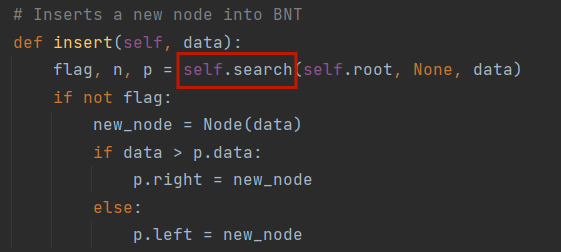 # Inserts a new node into BNT
def insert(self, data):
flag, n, p = self.search(self.root, None, data)
if not flag:
new_node = Node(data)
if data > p.data:
p.right = new_node
else:
p.left = new_node